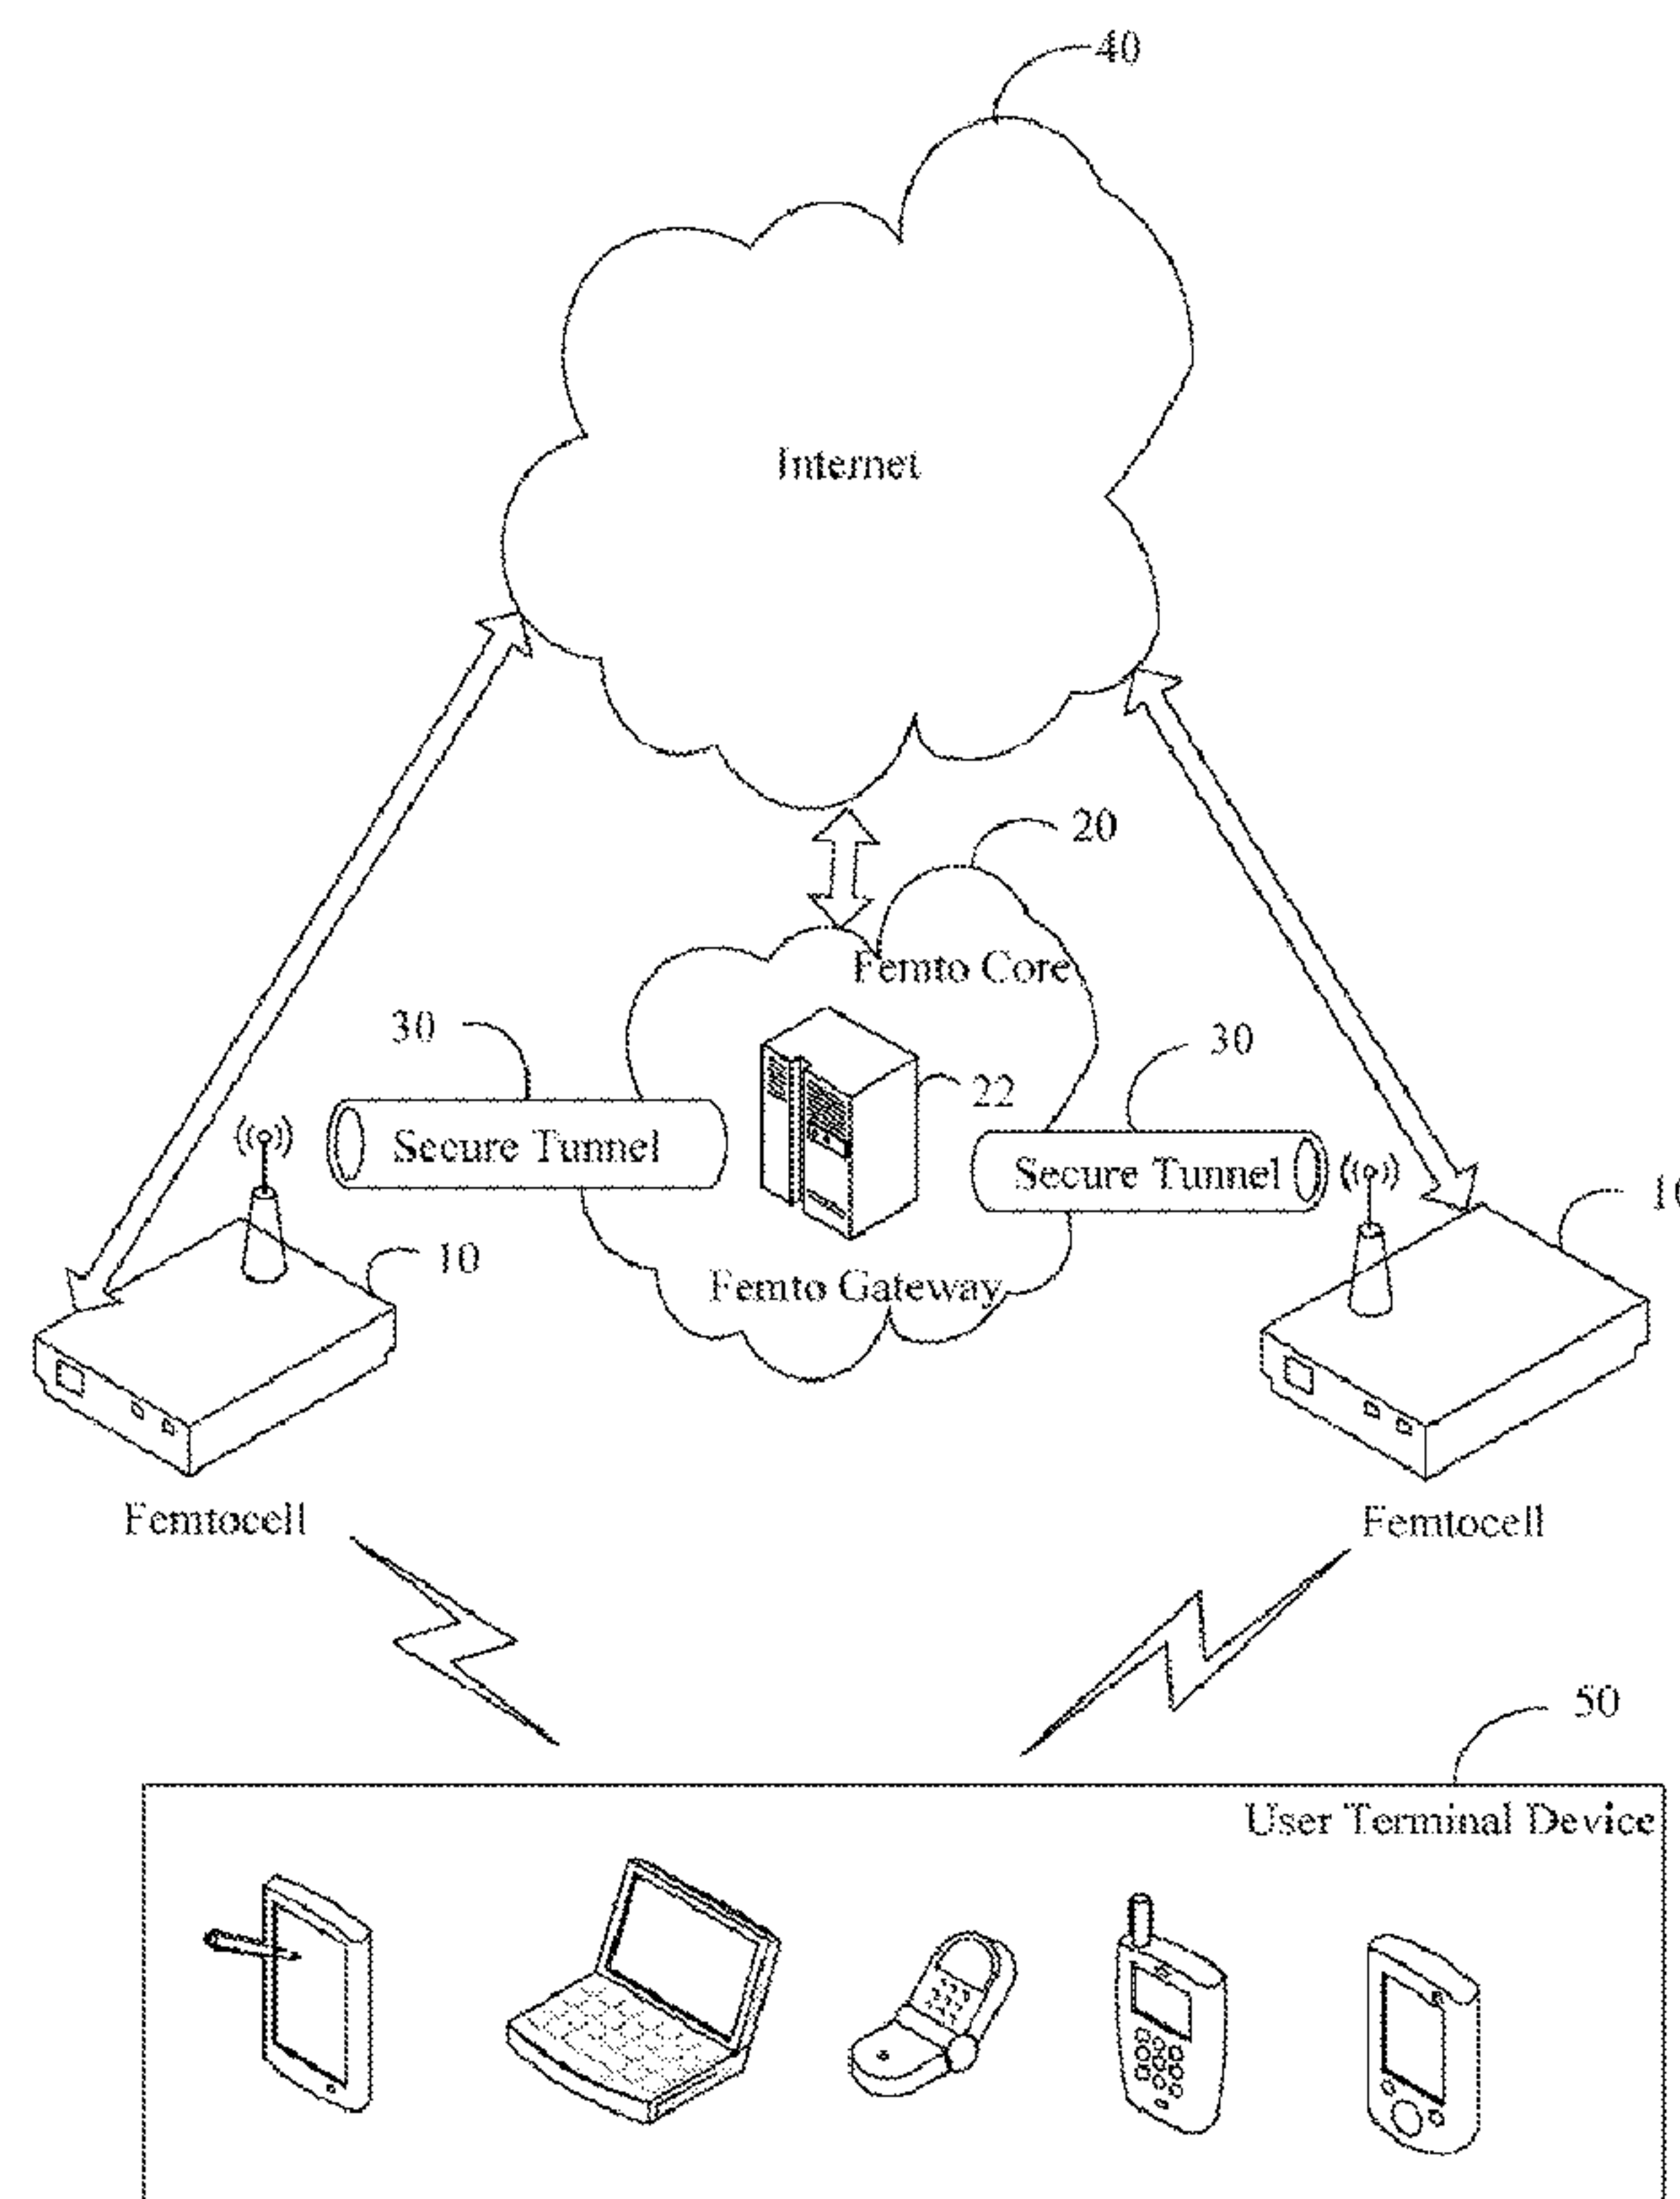 40
Internet
20
Femto Core
30
30
22
Secure Tunnel
Secure Tunnel
10
Femto Gateway
Femtocell
Femtocell
50
User Terminal Device